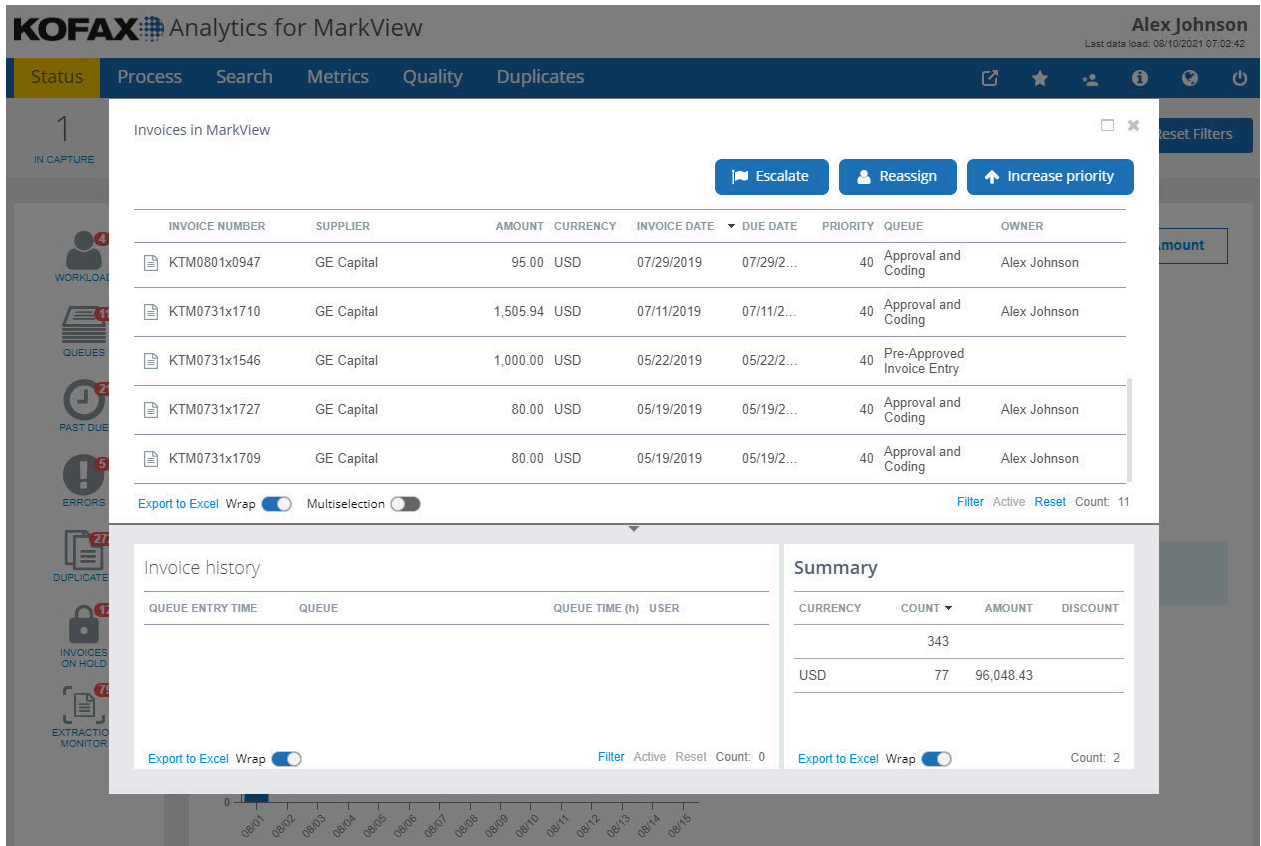 KOFAX Analytics for MarkView
Alex Johnson
Last data load: 08/10/2021 07:02:42
Status Process Search Metrics Quality Duplicates
1
IN CAPTURE
Reset Filters
Invoices in MarkView
Escalate Reassign Increase priority
INVOICE NUMBER SUPPLIER AMOUNT CURRENCY INVOICE DATE DUE DATE PRIORITY QUEUE OWNER
KTM0801x0947 GE Capital 95.00 USD 07/29/2019 07/29/2... 40 Approval and Coding Alex Johnson
KTM0731x1710 GE Capital 1,505.94 USD 07/11/2019 07/11/2... 40 Approval and Coding Alex Johnson
KTM0731x1546 GE Capital 1,000.00 USD 05/22/2019 05/22/2... 40 Pre-Approved Invoice Entry
KTM0731x1727 GE Capital 80.00 USD 05/19/2019 05/19/2... 40 Approval and Coding Alex Johnson
KTM0731x1709 GE Capital 80.00 USD 05/19/2019 05/19/2... 40 Approval and Coding Alex Johnson
Export to Excel Wrap Multiselection Filter Active Reset Count: 11
4
WORKLOAD
11
QUEUES
PAST DUE
5
ERRORS
DUPLICATE
12
INVOICES
ON HOLD
EXTRACTIO
MONITOR
Amount
Invoice history
QUEUE ENTRY TIME QUEUE QUEUE TIME (h) USER
Export to Excel Wrap Filter Active Reset Count: 0
Summary
CURRENCY COUNT AMOUNT DISCOUNT
343
USD 77 96,048.43
Export to Excel Wrap Count: 2
0
08/01 08/02 08/03 08/04 08/05 08/06 08/07 08/08 08/09 08/10 08/11 08/12 08/13 08/14 08/15